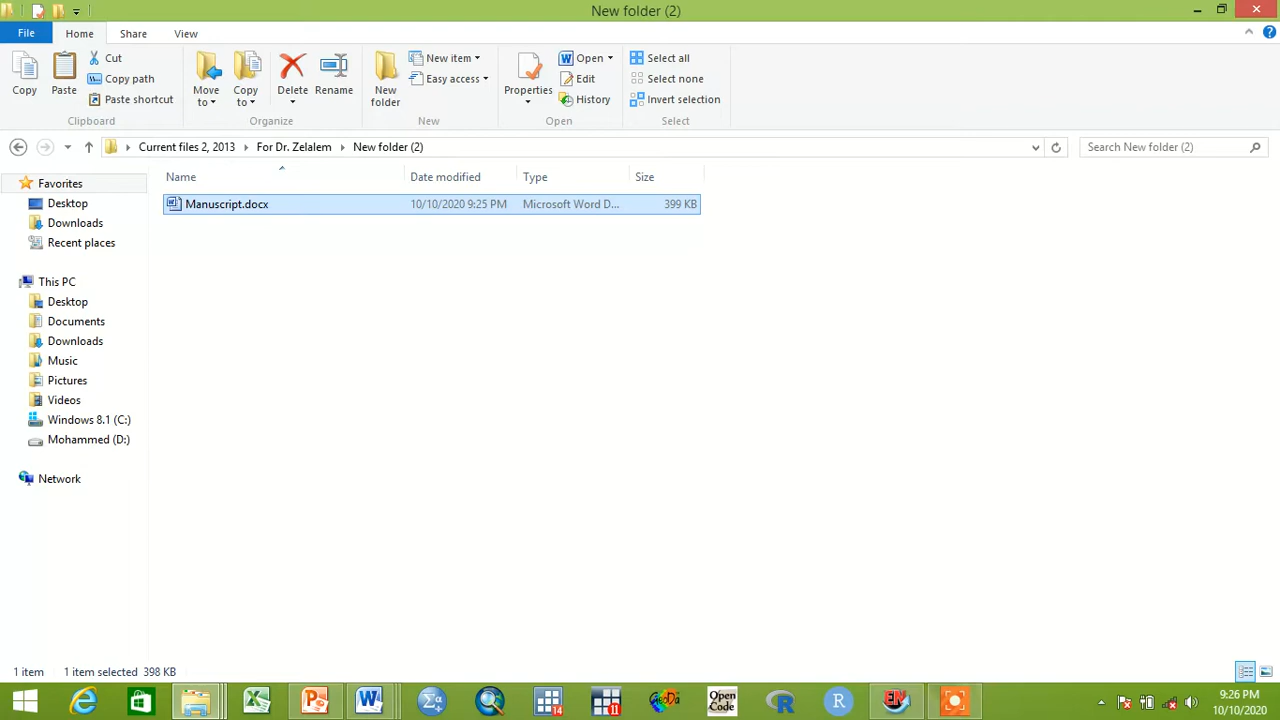 New folder (2)
File Home Share View
Copy
Paste
Cut
Copy path
Paste shortcut
Clipboard
Move to
Copy to
Delete
Rename
Organize
New folder
New item
Easy access
New
Properties
Open
Edit
History
Open
Select all
Select none
Invert selection
Select
Current files 2, 2013 For Dr. Zelalem New folder (2)
Search New folder (2)
Name Date modified Type Size
Manuscript.docx 10/10/2020 9:25 PM Microsoft Word D... 399 KB
Favorites
Desktop
Downloads
Recent places
This PC
Desktop
Documents
Downloads
Music
Pictures
Videos
Windows 8.1 (C:)
Mohammed (D:)
Network
1 item 1 item selected 398 KB
Open Code
14
11
EN
R
R
9:26 PM
10/10/2020